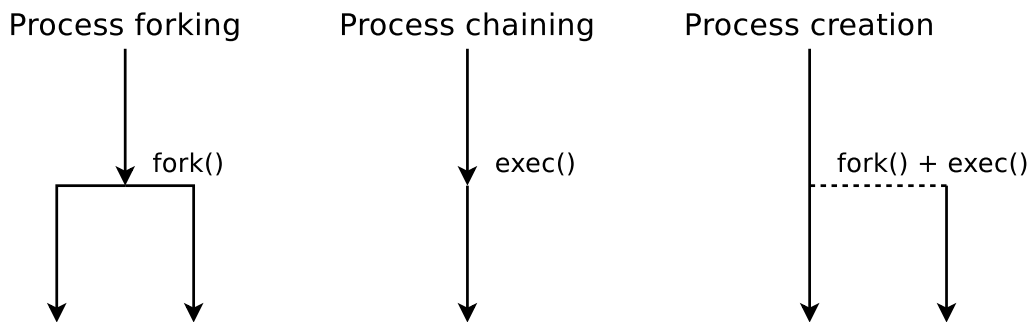 Process forking
Process chaining
Process creation
fork()
exec()
fork() + exec()